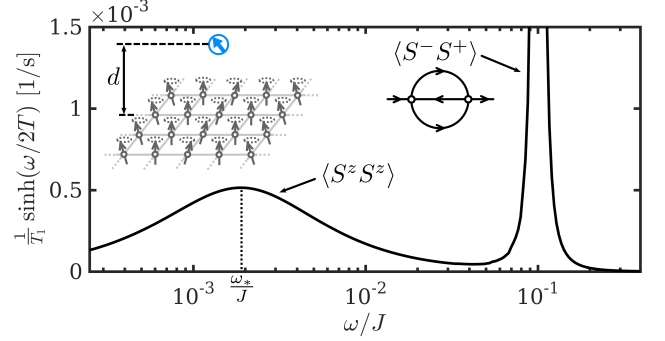 ×10⁻³
1.5
1
0.5
0
1/T₁ sinh(ω/2T) [1/s]
d
⟨S⁻S⁺⟩
⟨SᶻSᶻ⟩
10⁻³
ω*/J
10⁻²
10⁻¹
ω/J